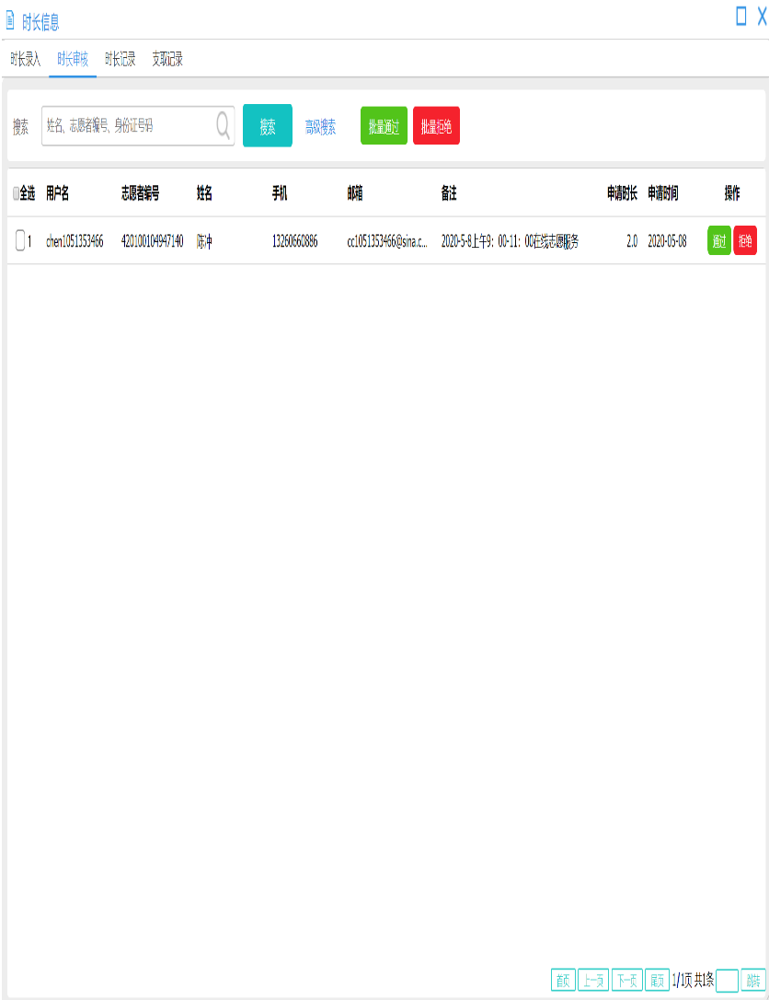 时长信息
时长录入 时长审核 时长记录 支取记录
搜索 姓名、志愿者编号、身份证号码 搜索 高级搜索 批量通过 批量拒绝
全选 用户名 志愿者编号 姓名 手机 邮箱 备注 申请时长 申请时间 操作
1 chen1051353466 420100104947140 陈冲 13260660886 cc1051353466@sina.c... 2020-5-8上午9：00-11：00在线志愿服务 2.0 2020-05-08 通过 拒绝
首页 上一页 下一页 尾页 1/1页 共1条 跳转